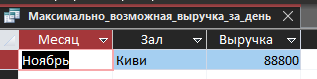 Максимально_возможная_выручка_за_день
Месяц Зал Выручка
Ноябрь Киви 88800